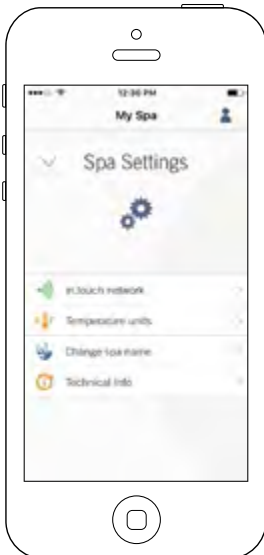 12:30 PM
My Spa
Spa Settings
in.touch network
Temperature units
Change spa name
Technical Info